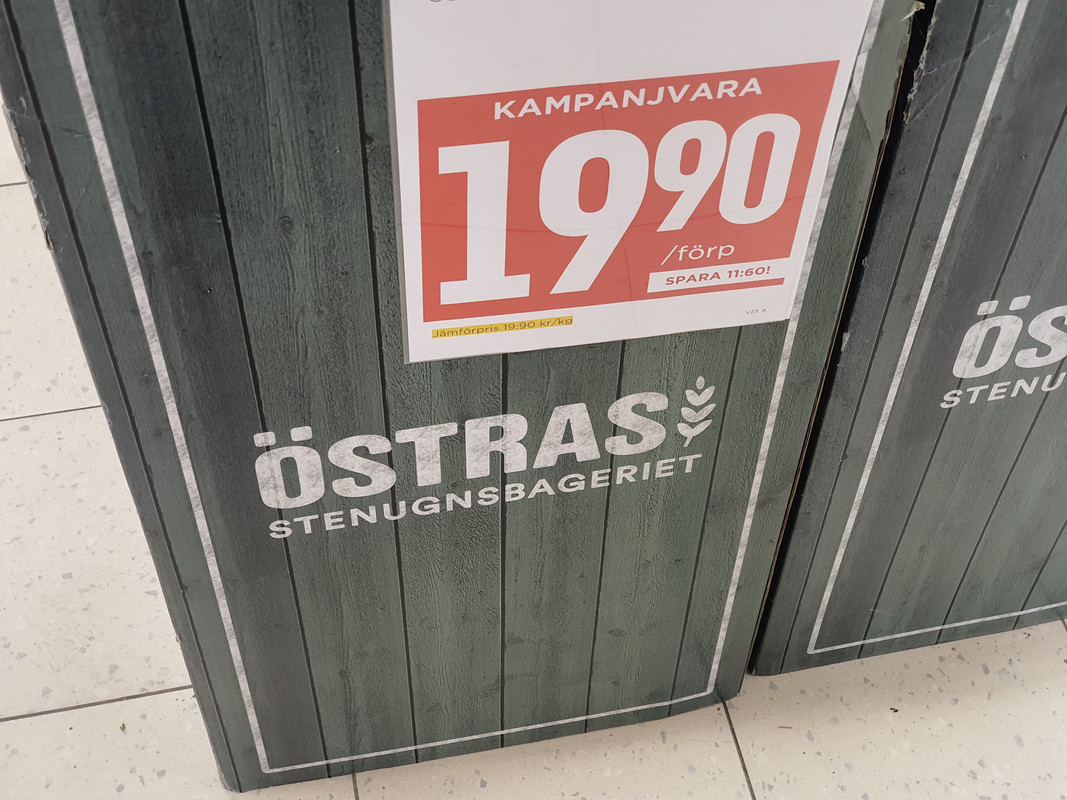 KAMPANJVARA
19 90
/förp
SPARA 11:60!
Jämförpris 19:90 kr/kg
V23. A
ÖSTRAS
STENUGNSBAGERIET
ÖS
STENU